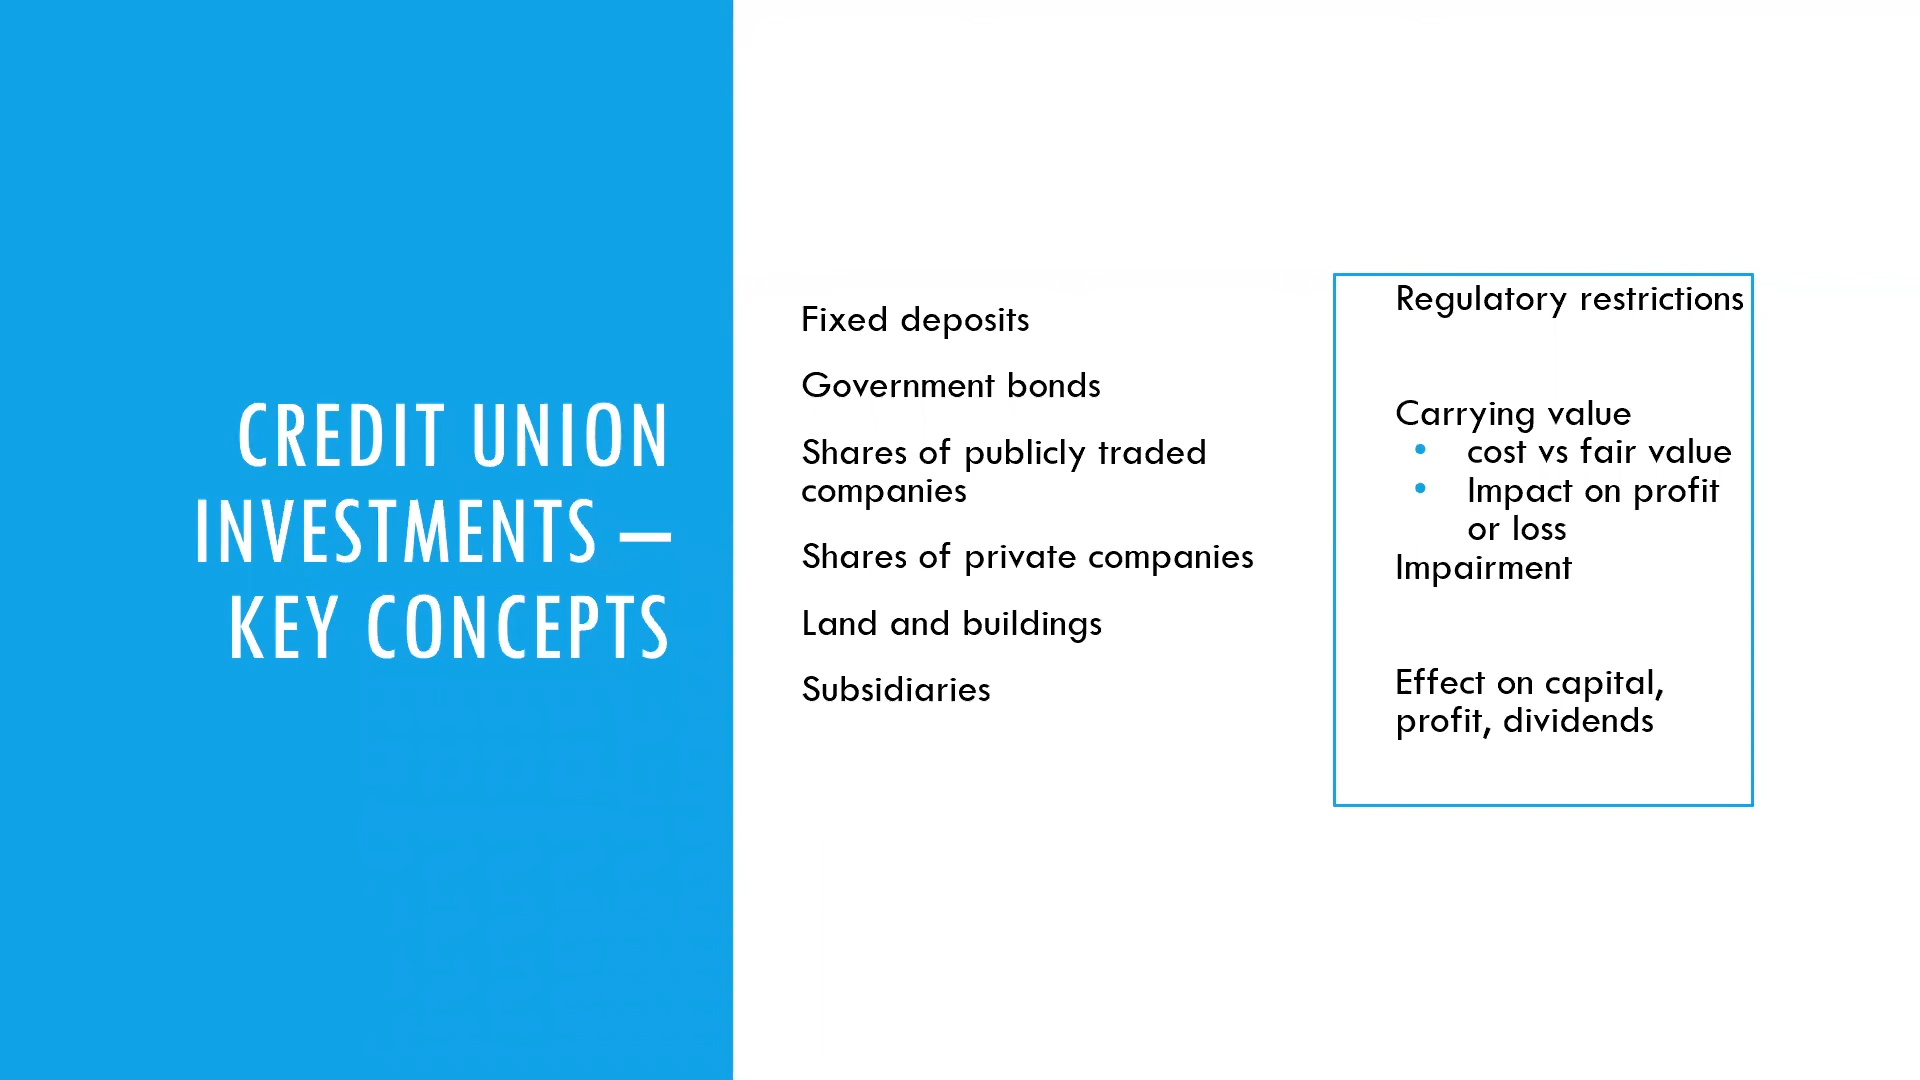 CREDIT UNION
INVESTMENTS –
KEY CONCEPTS
Fixed deposits
Government bonds
Shares of publicly traded
companies
Shares of private companies
Land and buildings
Subsidiaries
Regulatory restrictions
Carrying value
• cost vs fair value
• Impact on profit
or loss
Impairment
Effect on capital,
profit, dividends